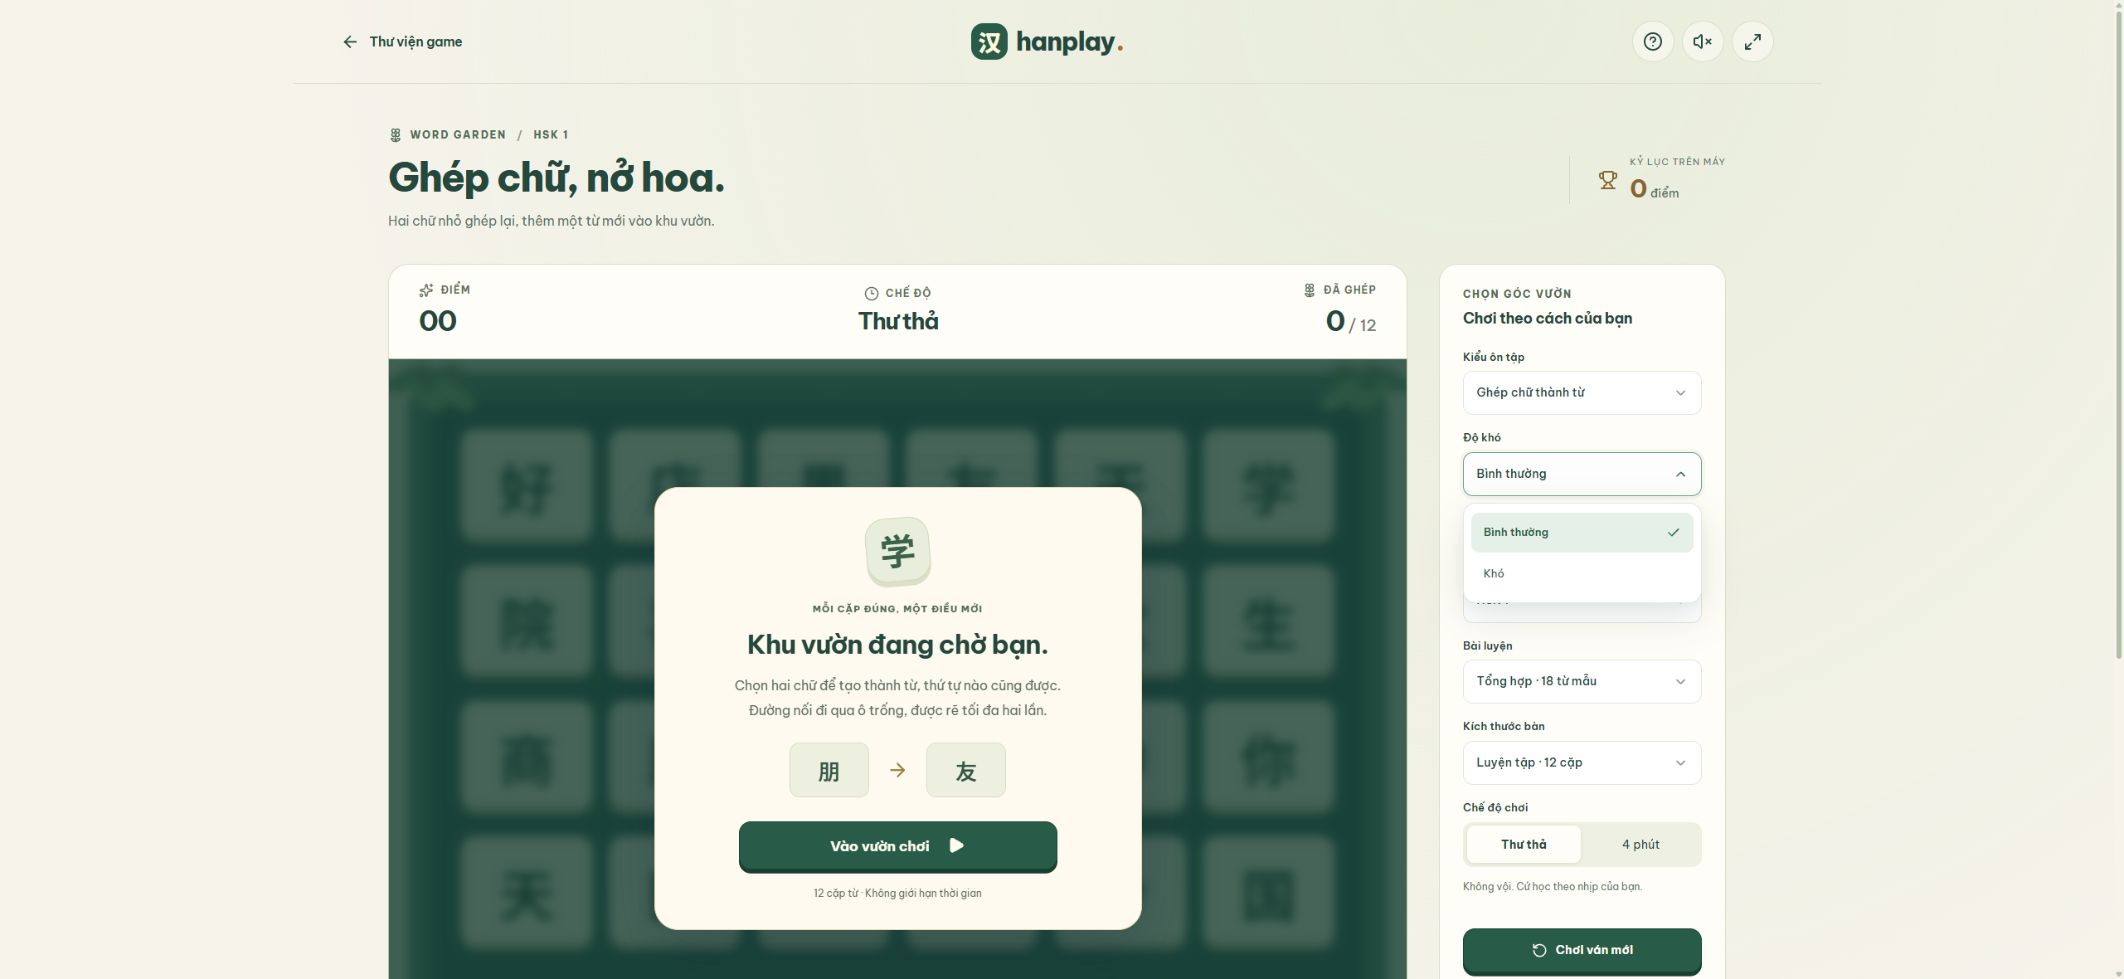 Thư viện game
汉 hanplay.
WORD GARDEN / HSK 1
Ghép chữ, nở hoa.
Hai chữ nhỏ ghép lại, thêm một từ mới vào khu vườn.
KỶ LỤC TRÊN MÁY
0 điểm
ĐIỂM
00
CHẾ ĐỘ
Thư thả
ĐÃ GHÉP
0 / 12
好
学
院
生
商
你
天
国
学
MỖI CẶP ĐÚNG, MỘT ĐIỀU MỚI
Khu vườn đang chờ bạn.
Chọn hai chữ để tạo thành từ, thứ tự nào cũng được.
Đường nối đi qua ô trống, được rẽ tối đa hai lần.
朋 → 友
Vào vườn chơi
12 cặp từ · Không giới hạn thời gian
CHỌN GÓC VƯỜN
Chơi theo cách của bạn
Kiểu ôn tập
Ghép chữ thành từ
Độ khó
Bình thường
Bình thường
Khó
Bài luyện
Tổng hợp · 18 từ mẫu
Kích thước bàn
Luyện tập · 12 cặp
Chế độ chơi
Thư thả
4 phút
Không vội. Cứ học theo nhịp của bạn.
Chơi ván mới